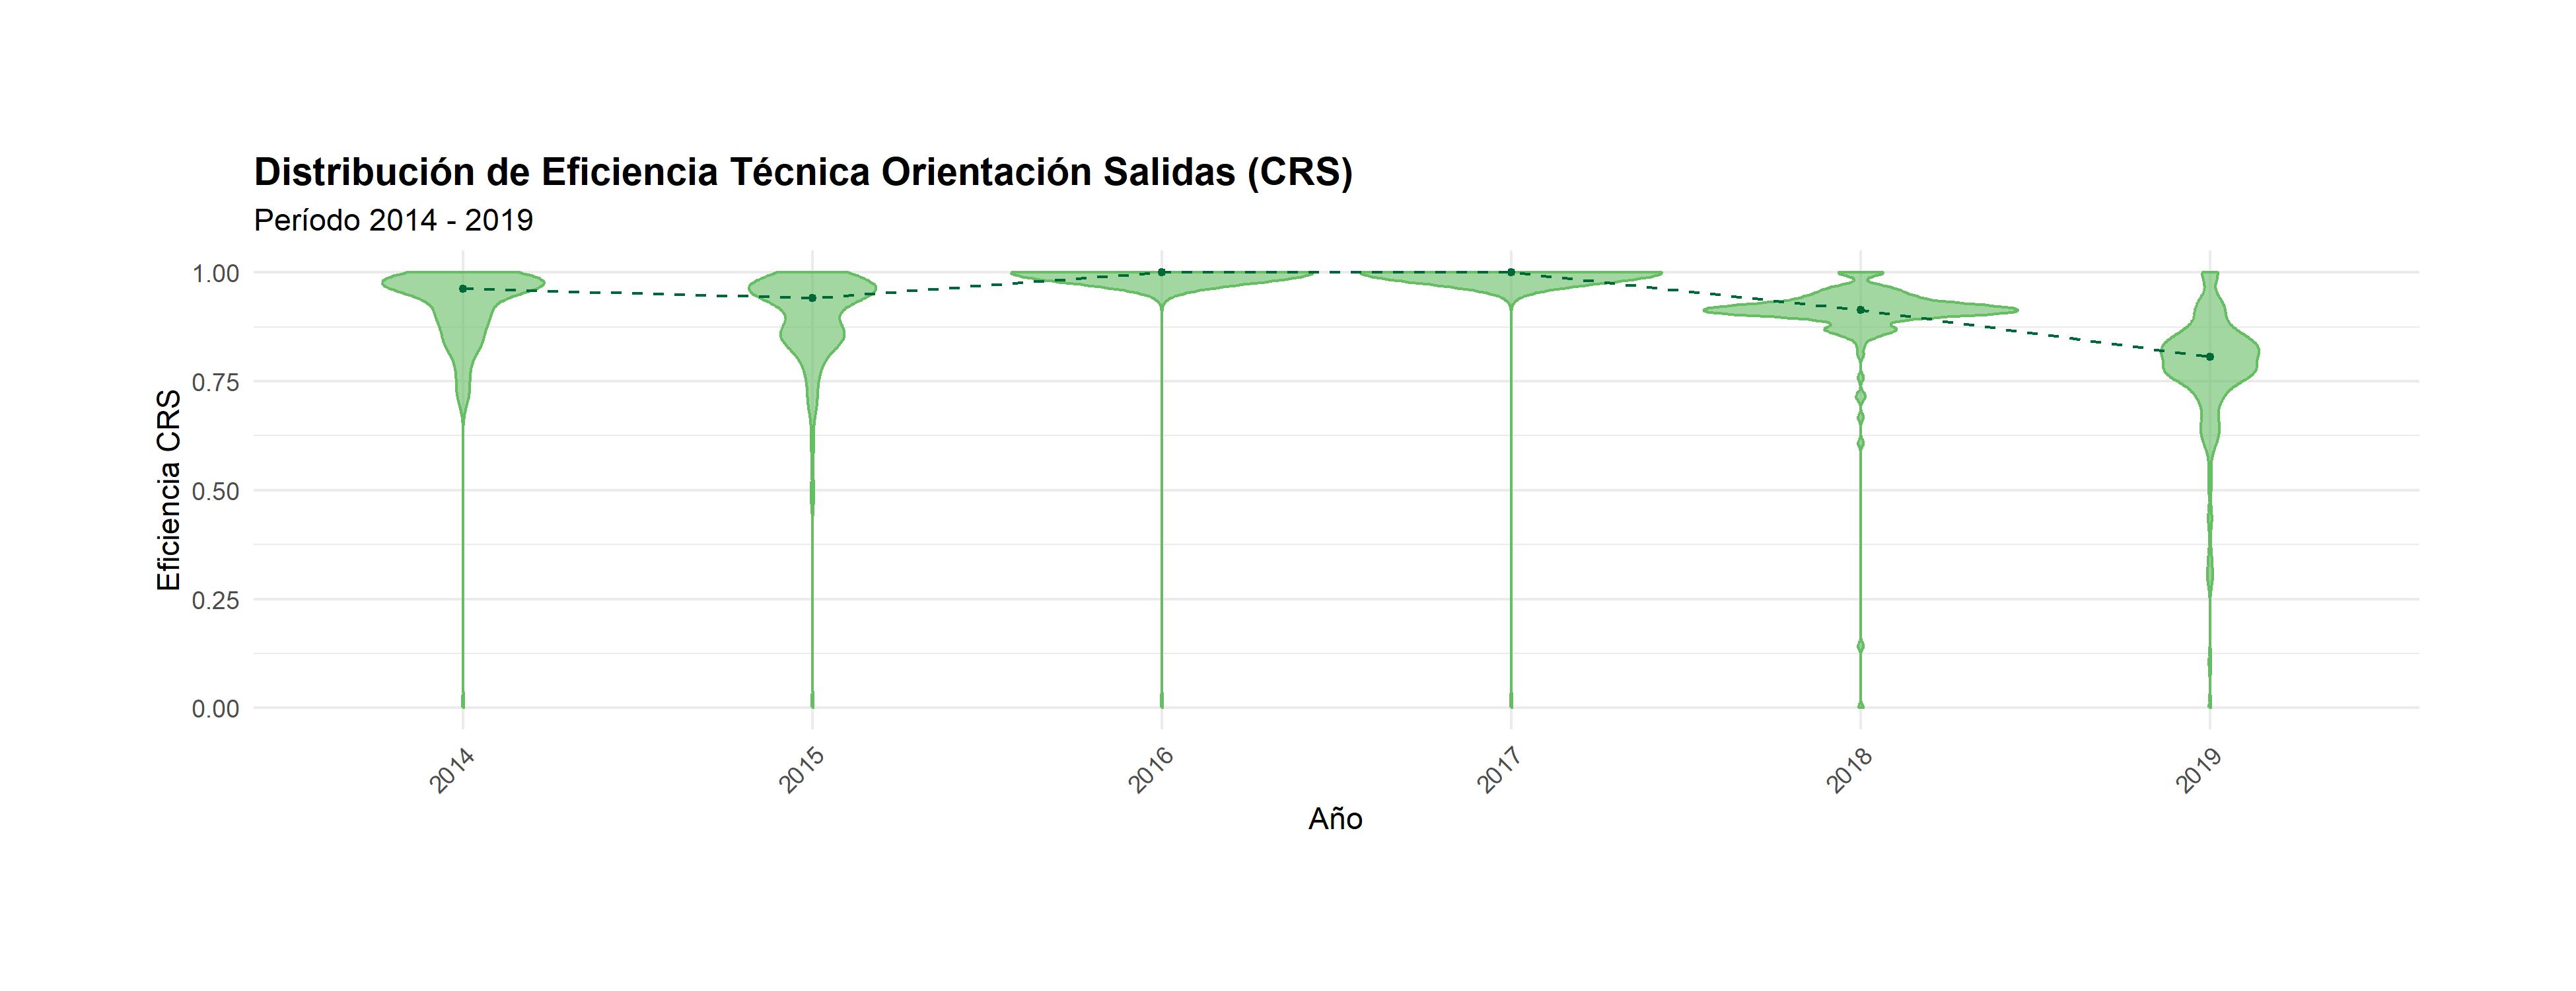 Distribución de Eficiencia Técnica Orientación Salidas (CRS)
Período 2014 - 2019
Eficiencia CRS
1.00
0.75
0.50
0.25
0.00
2014
2015
2016
2017
2018
2019
Año